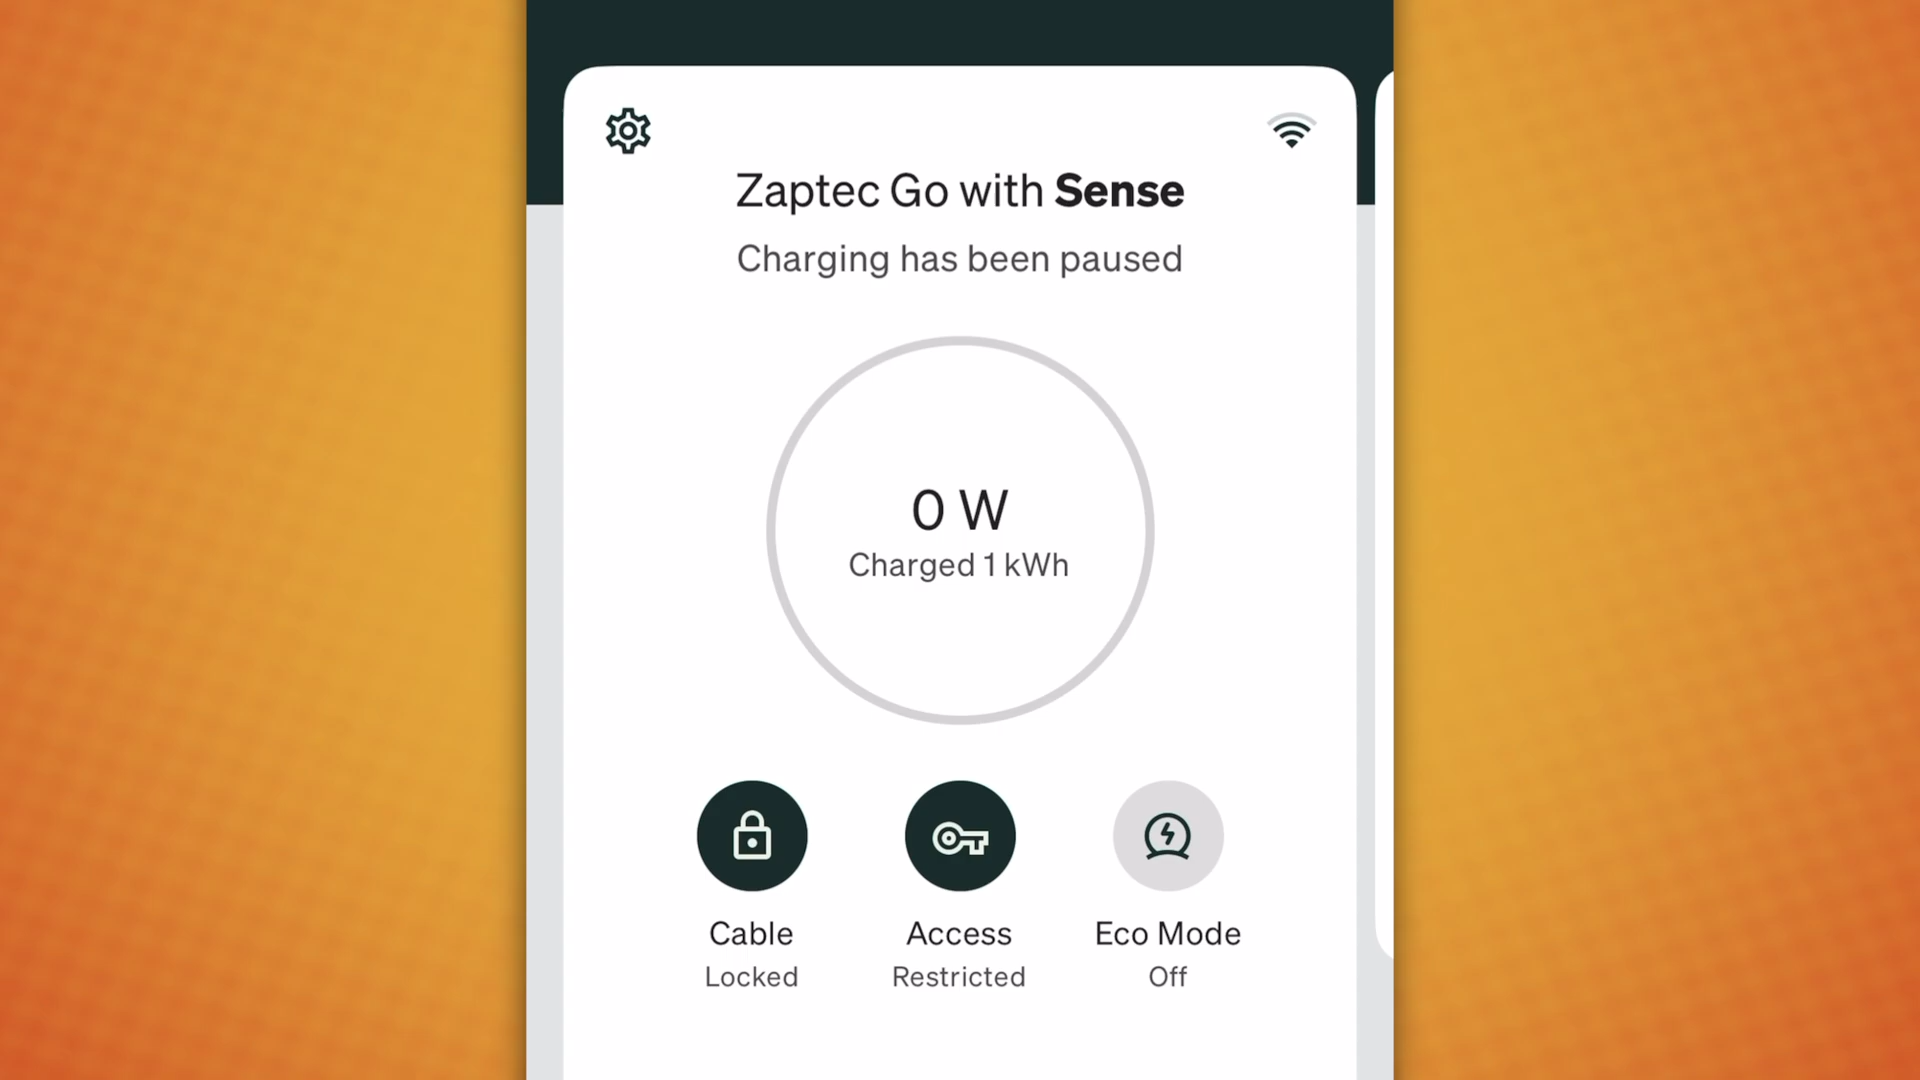 Zaptec Go with Sense
Charging has been paused
0 W
Charged 1 kWh
Cable
Locked
Access
Restricted
Eco Mode
Off